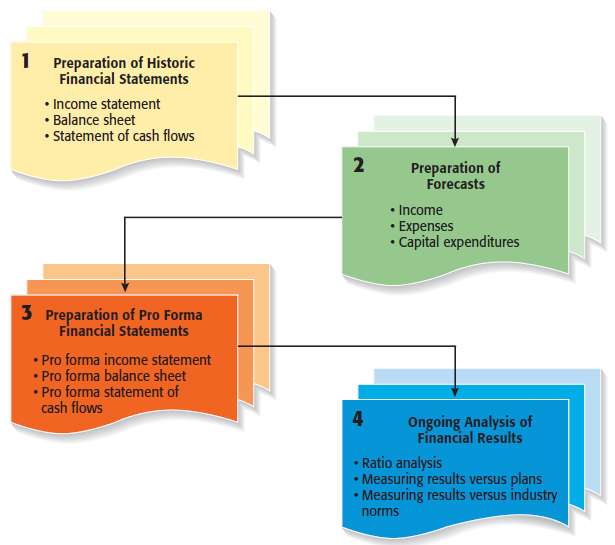 1 Preparation of Historic
Financial Statements
• Income statement
• Balance sheet
• Statement of cash flows
2 Preparation of
Forecasts
• Income
• Expenses
• Capital expenditures
3 Preparation of Pro Forma
Financial Statements
• Pro forma income statement
• Pro forma balance sheet
• Pro forma statement of
cash flows
4 Ongoing Analysis of
Financial Results
• Ratio analysis
• Measuring results versus plans
• Measuring results versus industry
norms